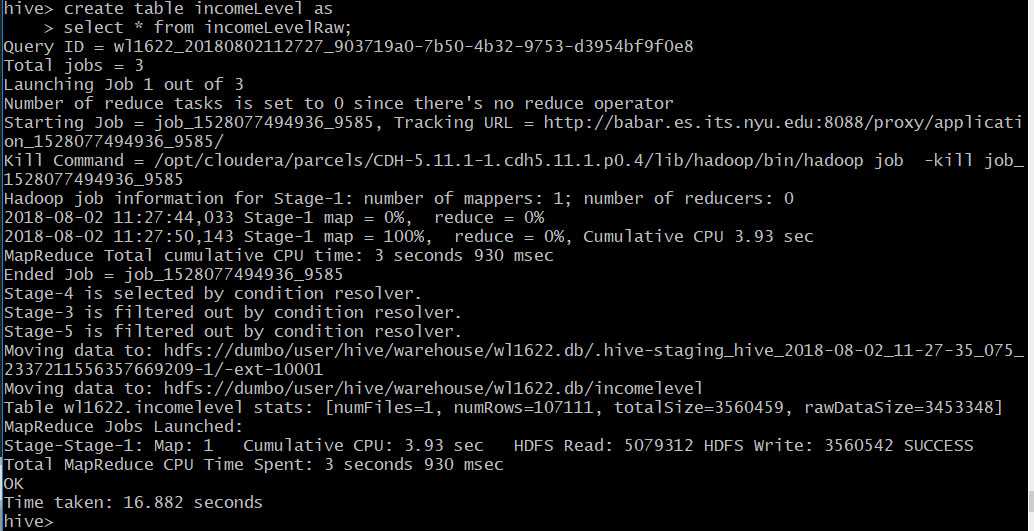 hive> create table incomeLevel as
    > select * from incomeLevelRaw;
Query ID = wl1622_20180802112727_903719a0-7b50-4b32-9753-d3954bf9f0e8
Total jobs = 3
Launching Job 1 out of 3
Number of reduce tasks is set to 0 since there's no reduce operator
Starting Job = job_1528077494936_9585, Tracking URL = http://babar.es.its.nyu.edu:8088/proxy/applicati
on_1528077494936_9585/
Kill Command = /opt/cloudera/parcels/CDH-5.11.1-1.cdh5.11.1.p0.4/lib/hadoop/bin/hadoop job  -kill job_
1528077494936_9585
Hadoop job information for Stage-1: number of mappers: 1; number of reducers: 0
2018-08-02 11:27:44,033 Stage-1 map = 0%,  reduce = 0%
2018-08-02 11:27:50,143 Stage-1 map = 100%,  reduce = 0%, Cumulative CPU 3.93 sec
MapReduce Total cumulative CPU time: 3 seconds 930 msec
Ended Job = job_1528077494936_9585
Stage-4 is selected by condition resolver.
Stage-3 is filtered out by condition resolver.
Stage-5 is filtered out by condition resolver.
Moving data to: hdfs://dumbo/user/hive/warehouse/wl1622.db/.hive-staging_hive_2018-08-02_11-27-35_075_
2337211556357669209-1/-ext-10001
Moving data to: hdfs://dumbo/user/hive/warehouse/wl1622.db/incomelevel
Table wl1622.incomelevel stats: [numFiles=1, numRows=107111, totalSize=3560459, rawDataSize=3453348]
MapReduce Jobs Launched:
Stage-Stage-1: Map: 1   Cumulative CPU: 3.93 sec   HDFS Read: 5079312 HDFS Write: 3560542 SUCCESS
Total MapReduce CPU Time Spent: 3 seconds 930 msec
OK
Time taken: 16.882 seconds
hive>